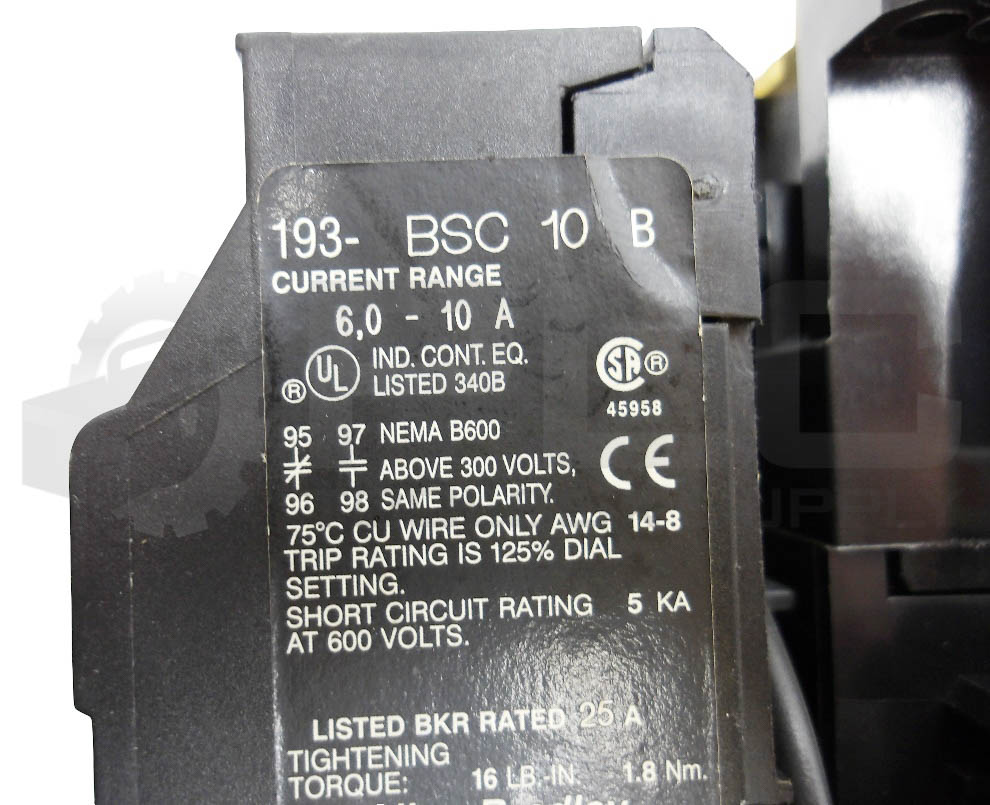 193- BSC 10 B
CURRENT RANGE
6,0 - 10 A
UL ® IND. CONT. EQ.
LISTED 340B
SA ®
45958
95 97 NEMA B600
ABOVE 300 VOLTS,
96 98 SAME POLARITY.
CE
75°C CU WIRE ONLY AWG 14-8
TRIP RATING IS 125% DIAL
SETTING.
SHORT CIRCUIT RATING 5 KA
AT 600 VOLTS.
LISTED BKR RATED 25 A
TIGHTENING
TORQUE: 16 LB.-IN. 1.8 Nm.